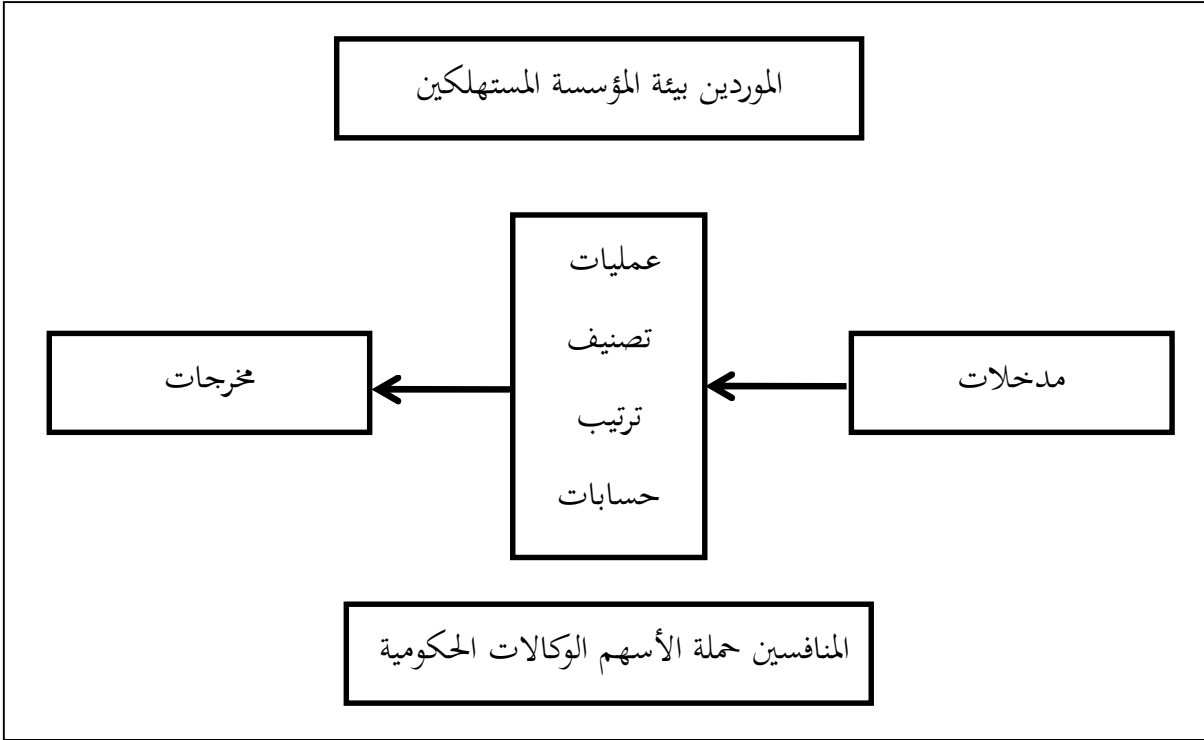 الموردين بيئة المؤسسة المستهلكين
عمليات
تصنيف
ترتيب
حسابات
مدخلات
مخرجات
المنافسين حملة الأسهم الوكالات الحكومية